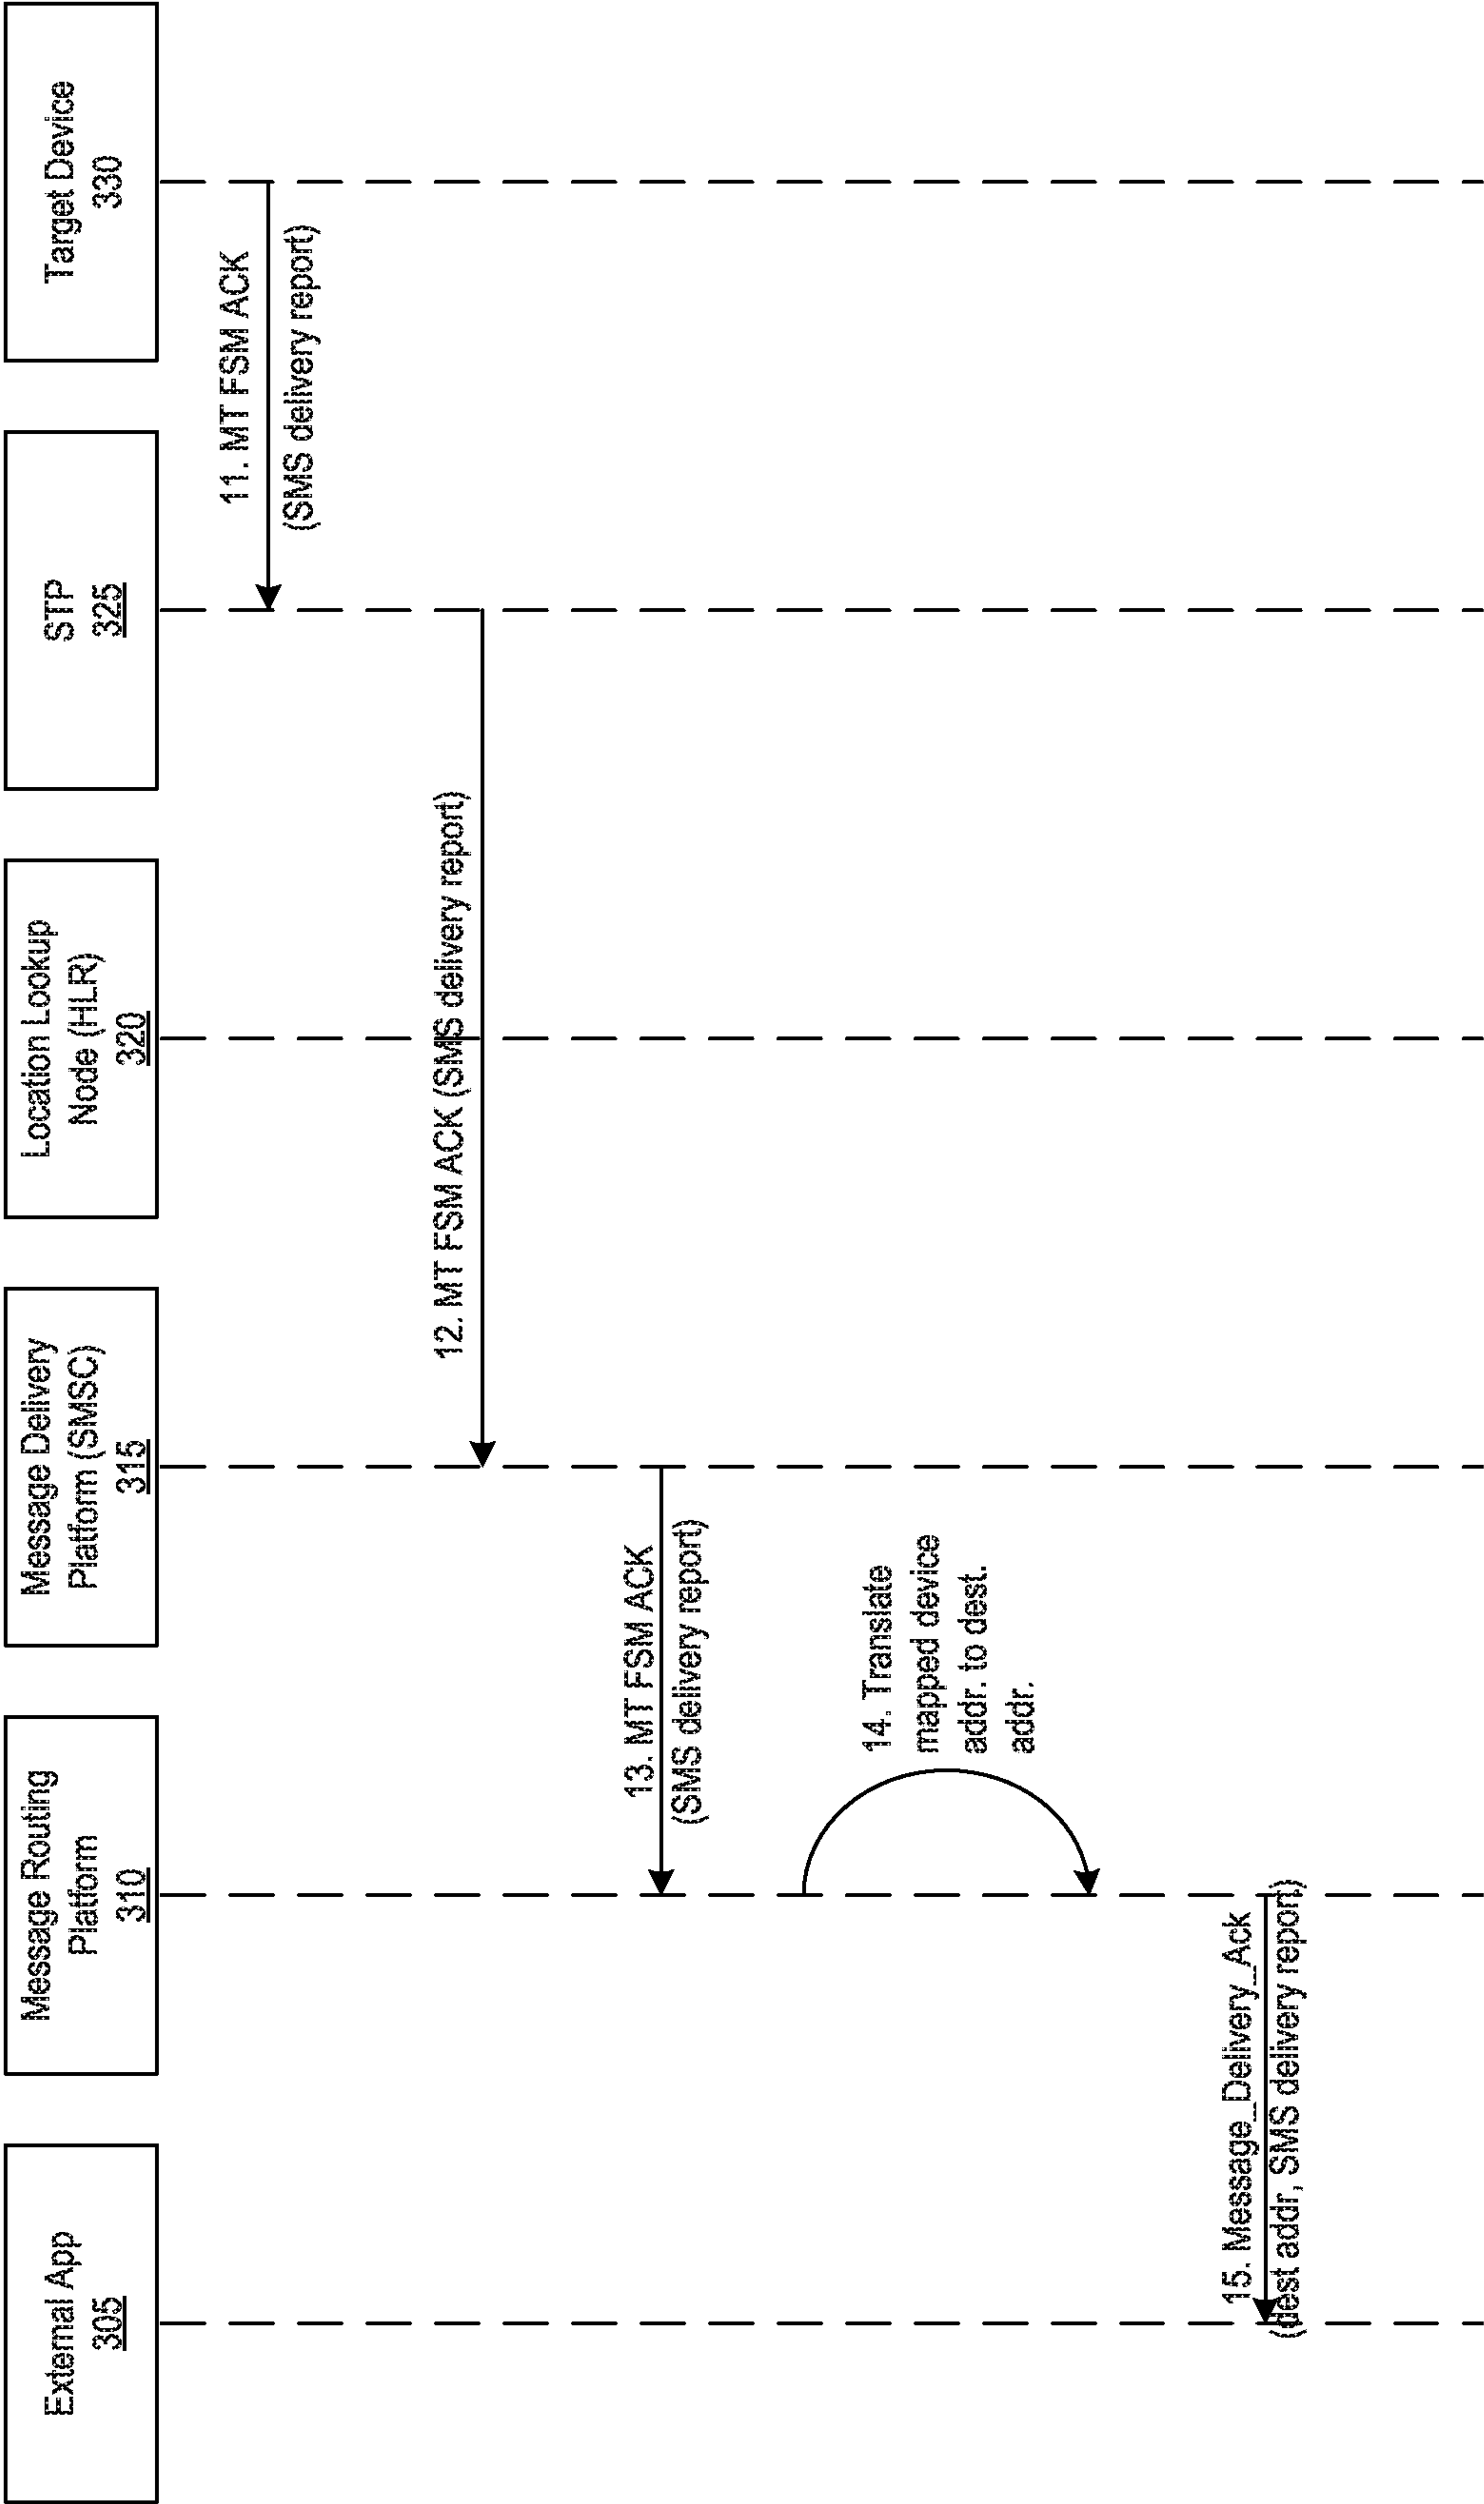 External App
305
Message Routing
Platform
310
Message Delivery
Platform (SMSC)
315
Location Lookup
Node (HLR)
320
STP
325
Target Device
330
11. MT FSM ACK
(SMS delivery report)
12. MT FSM ACK (SMS delivery report)
13. MT FSM ACK
(SMS delivery report)
14. Translate
mapped device
addr. to dest.
addr.
15. Message_Delivery_Ack
(dest addr, SMS delivery report)